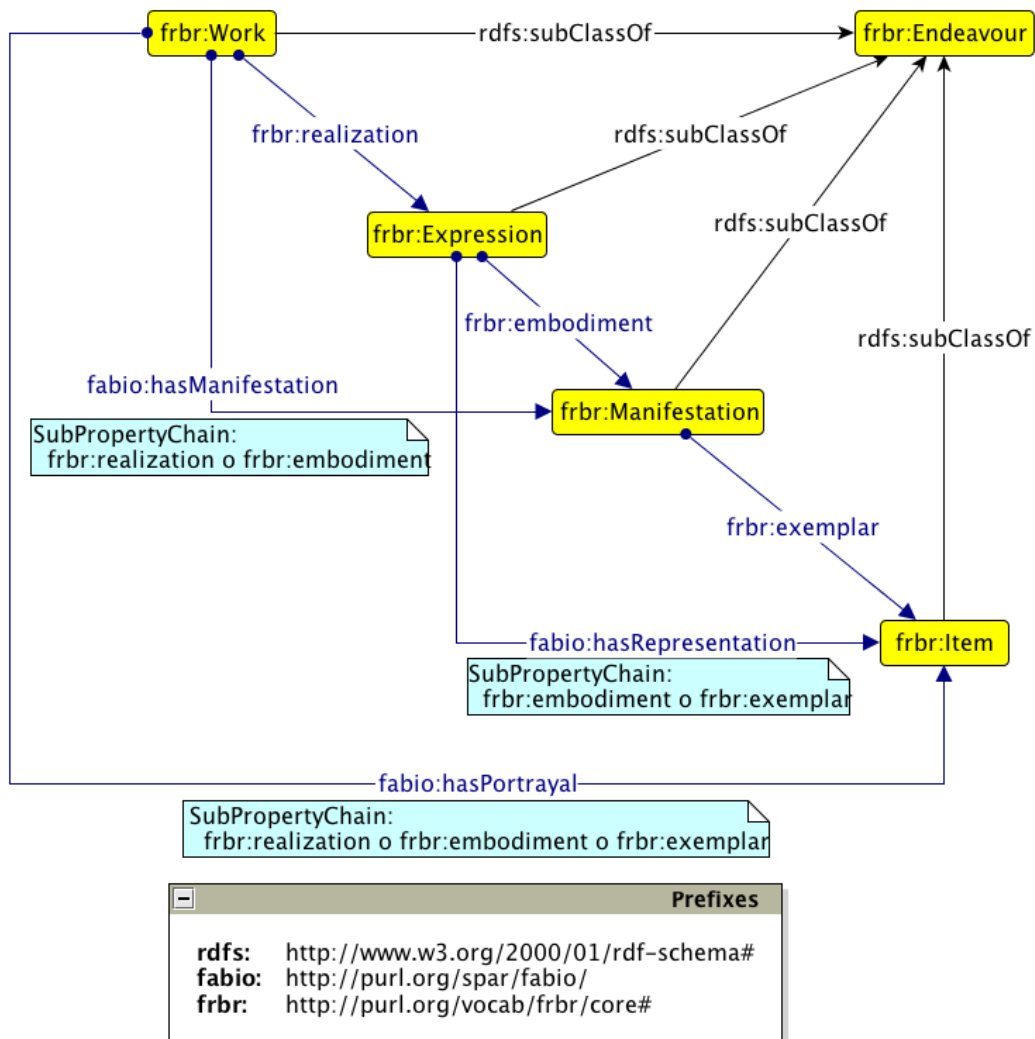 frbr:Work
rdfs:subClassOf
frbr:Endeavour
frbr:realization
rdfs:subClassOf
frbr:Expression
rdfs:subClassOf
frbr:embodiment
rdfs:subClassOf
fabio:hasManifestation
frbr:Manifestation
SubPropertyChain:
frbr:realization o frbr:embodiment
frbr:exemplar
fabio:hasRepresentation
frbr:Item
SubPropertyChain:
frbr:embodiment o frbr:exemplar
fabio:hasPortrayal
SubPropertyChain:
frbr:realization o frbr:embodiment o frbr:exemplar
Prefixes
rdfs: http://www.w3.org/2000/01/rdf-schema#
fabio: http://purl.org/spar/fabio/
frbr: http://purl.org/vocab/frbr/core#